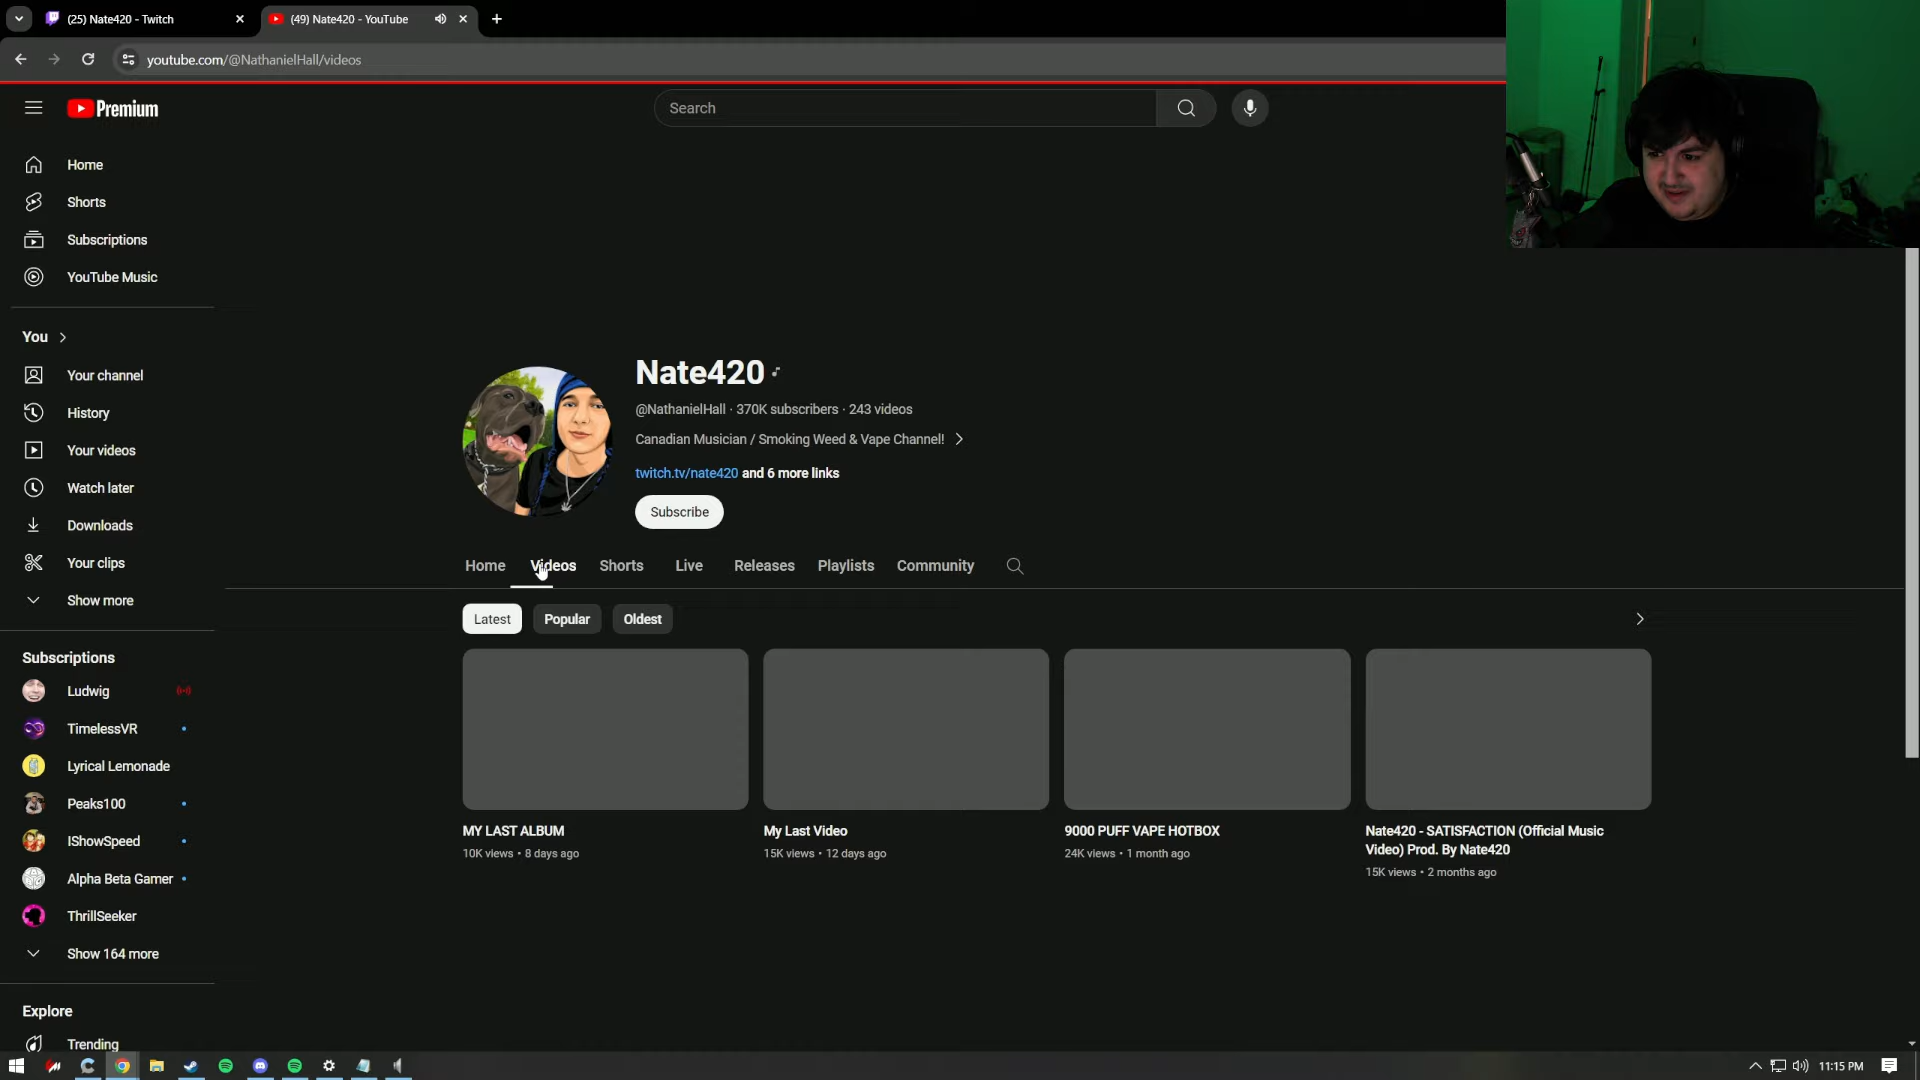 (25) Nate420 - Twitch
(49) Nate420 - YouTube
youtube.com/@NathanielHall/videos
Premium
Search
Home
Shorts
Subscriptions
YouTube Music
You
Your channel
History
Your videos
Watch later
Downloads
Your clips
Show more
Subscriptions
Ludwig
TimelessVR
Lyrical Lemonade
Peaks100
IShowSpeed
Alpha Beta Gamer
ThrillSeeker
Show 164 more
Explore
Trending
Nate420
@NathanielHall · 370K subscribers · 243 videos
Canadian Musician / Smoking Weed & Vape Channel!
twitch.tv/nate420 and 6 more links
Subscribe
Home Videos Shorts Live Releases Playlists Community
Latest Popular Oldest
MY LAST ALBUM
10K views • 8 days ago
My Last Video
15K views • 12 days ago
9000 PUFF VAPE HOTBOX
24K views • 1 month ago
Nate420 - SATISFACTION (Official Music
Video) Prod. By Nate420
15K views • 2 months ago
11:15 PM